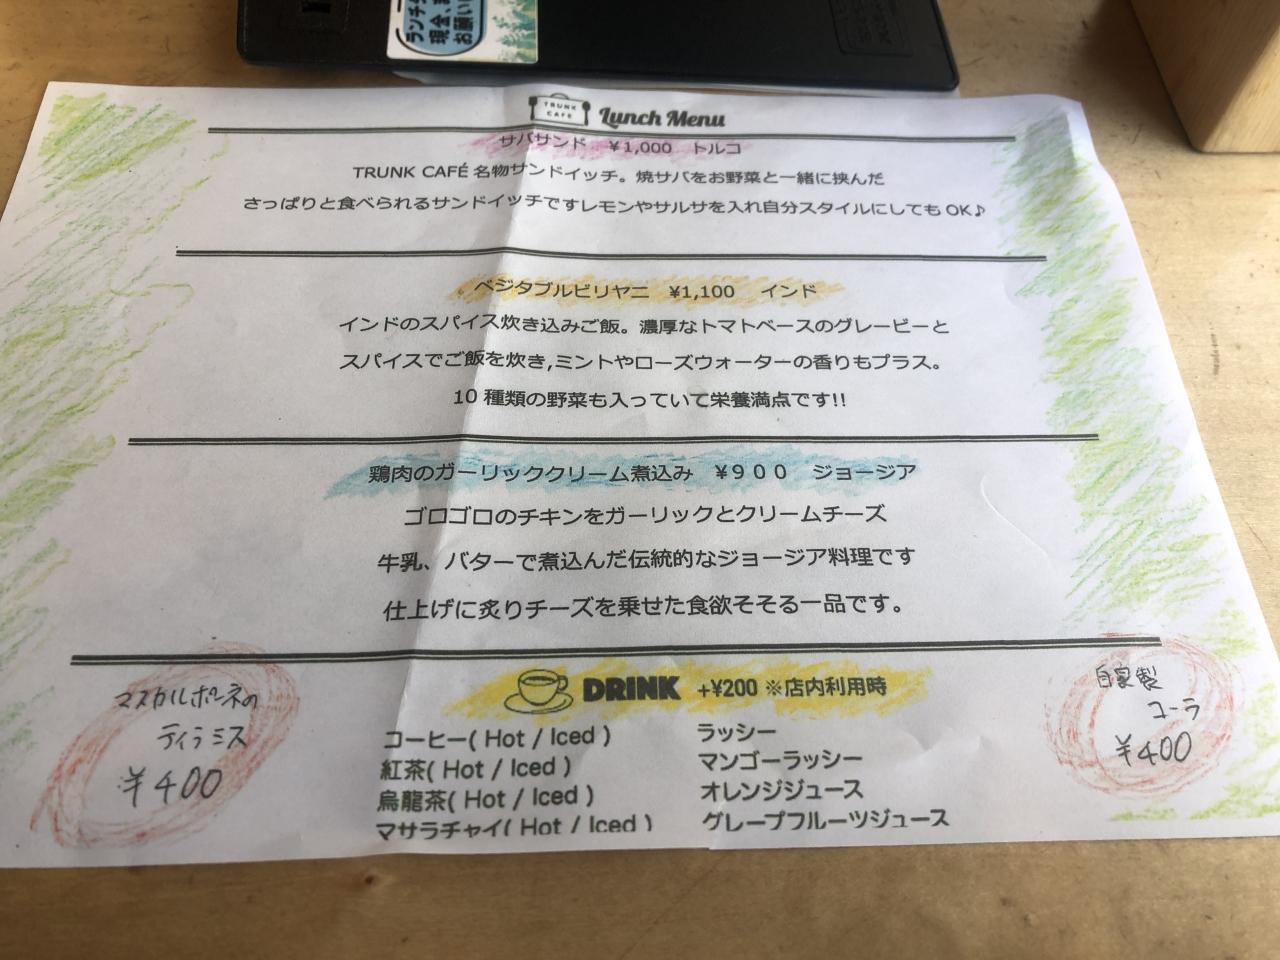 ランチ
現金
お願い
TRUNK
CAFE
Lunch Menu
サバサンド ¥1,000 トルコ
TRUNK CAFÉ 名物サンドイッチ。焼サバをお野菜と一緒に挟んだ
さっぱりと食べられるサンドイッチですレモンやサルサを入れ自分スタイルにしても OK♪
ベジタブルビリヤニ ¥1,100 インド
インドのスパイス炊き込みご飯。濃厚なトマトベースのグレービーと
スパイスでご飯を炊き,ミントやローズウォーターの香りもプラス。
10 種類の野菜も入っていて栄養満点です!!
鶏肉のガーリッククリーム煮込み ¥900 ジョージア
ゴロゴロのチキンをガーリックとクリームチーズ
牛乳、バターで煮込んだ伝統的なジョージア料理です
仕上げに炙りチーズを乗せた食欲そそる一品です。
マスカルポーネの
ティラミス
¥400
DRINK +¥200 ※店内利用時
コーヒー( Hot / Iced )
紅茶( Hot / Iced )
烏龍茶( Hot / Iced )
マサラチャイ( Hot / Iced )
ラッシー
マンゴーラッシー
オレンジジュース
グレープフルーツジュース
自家製
コーラ
¥400